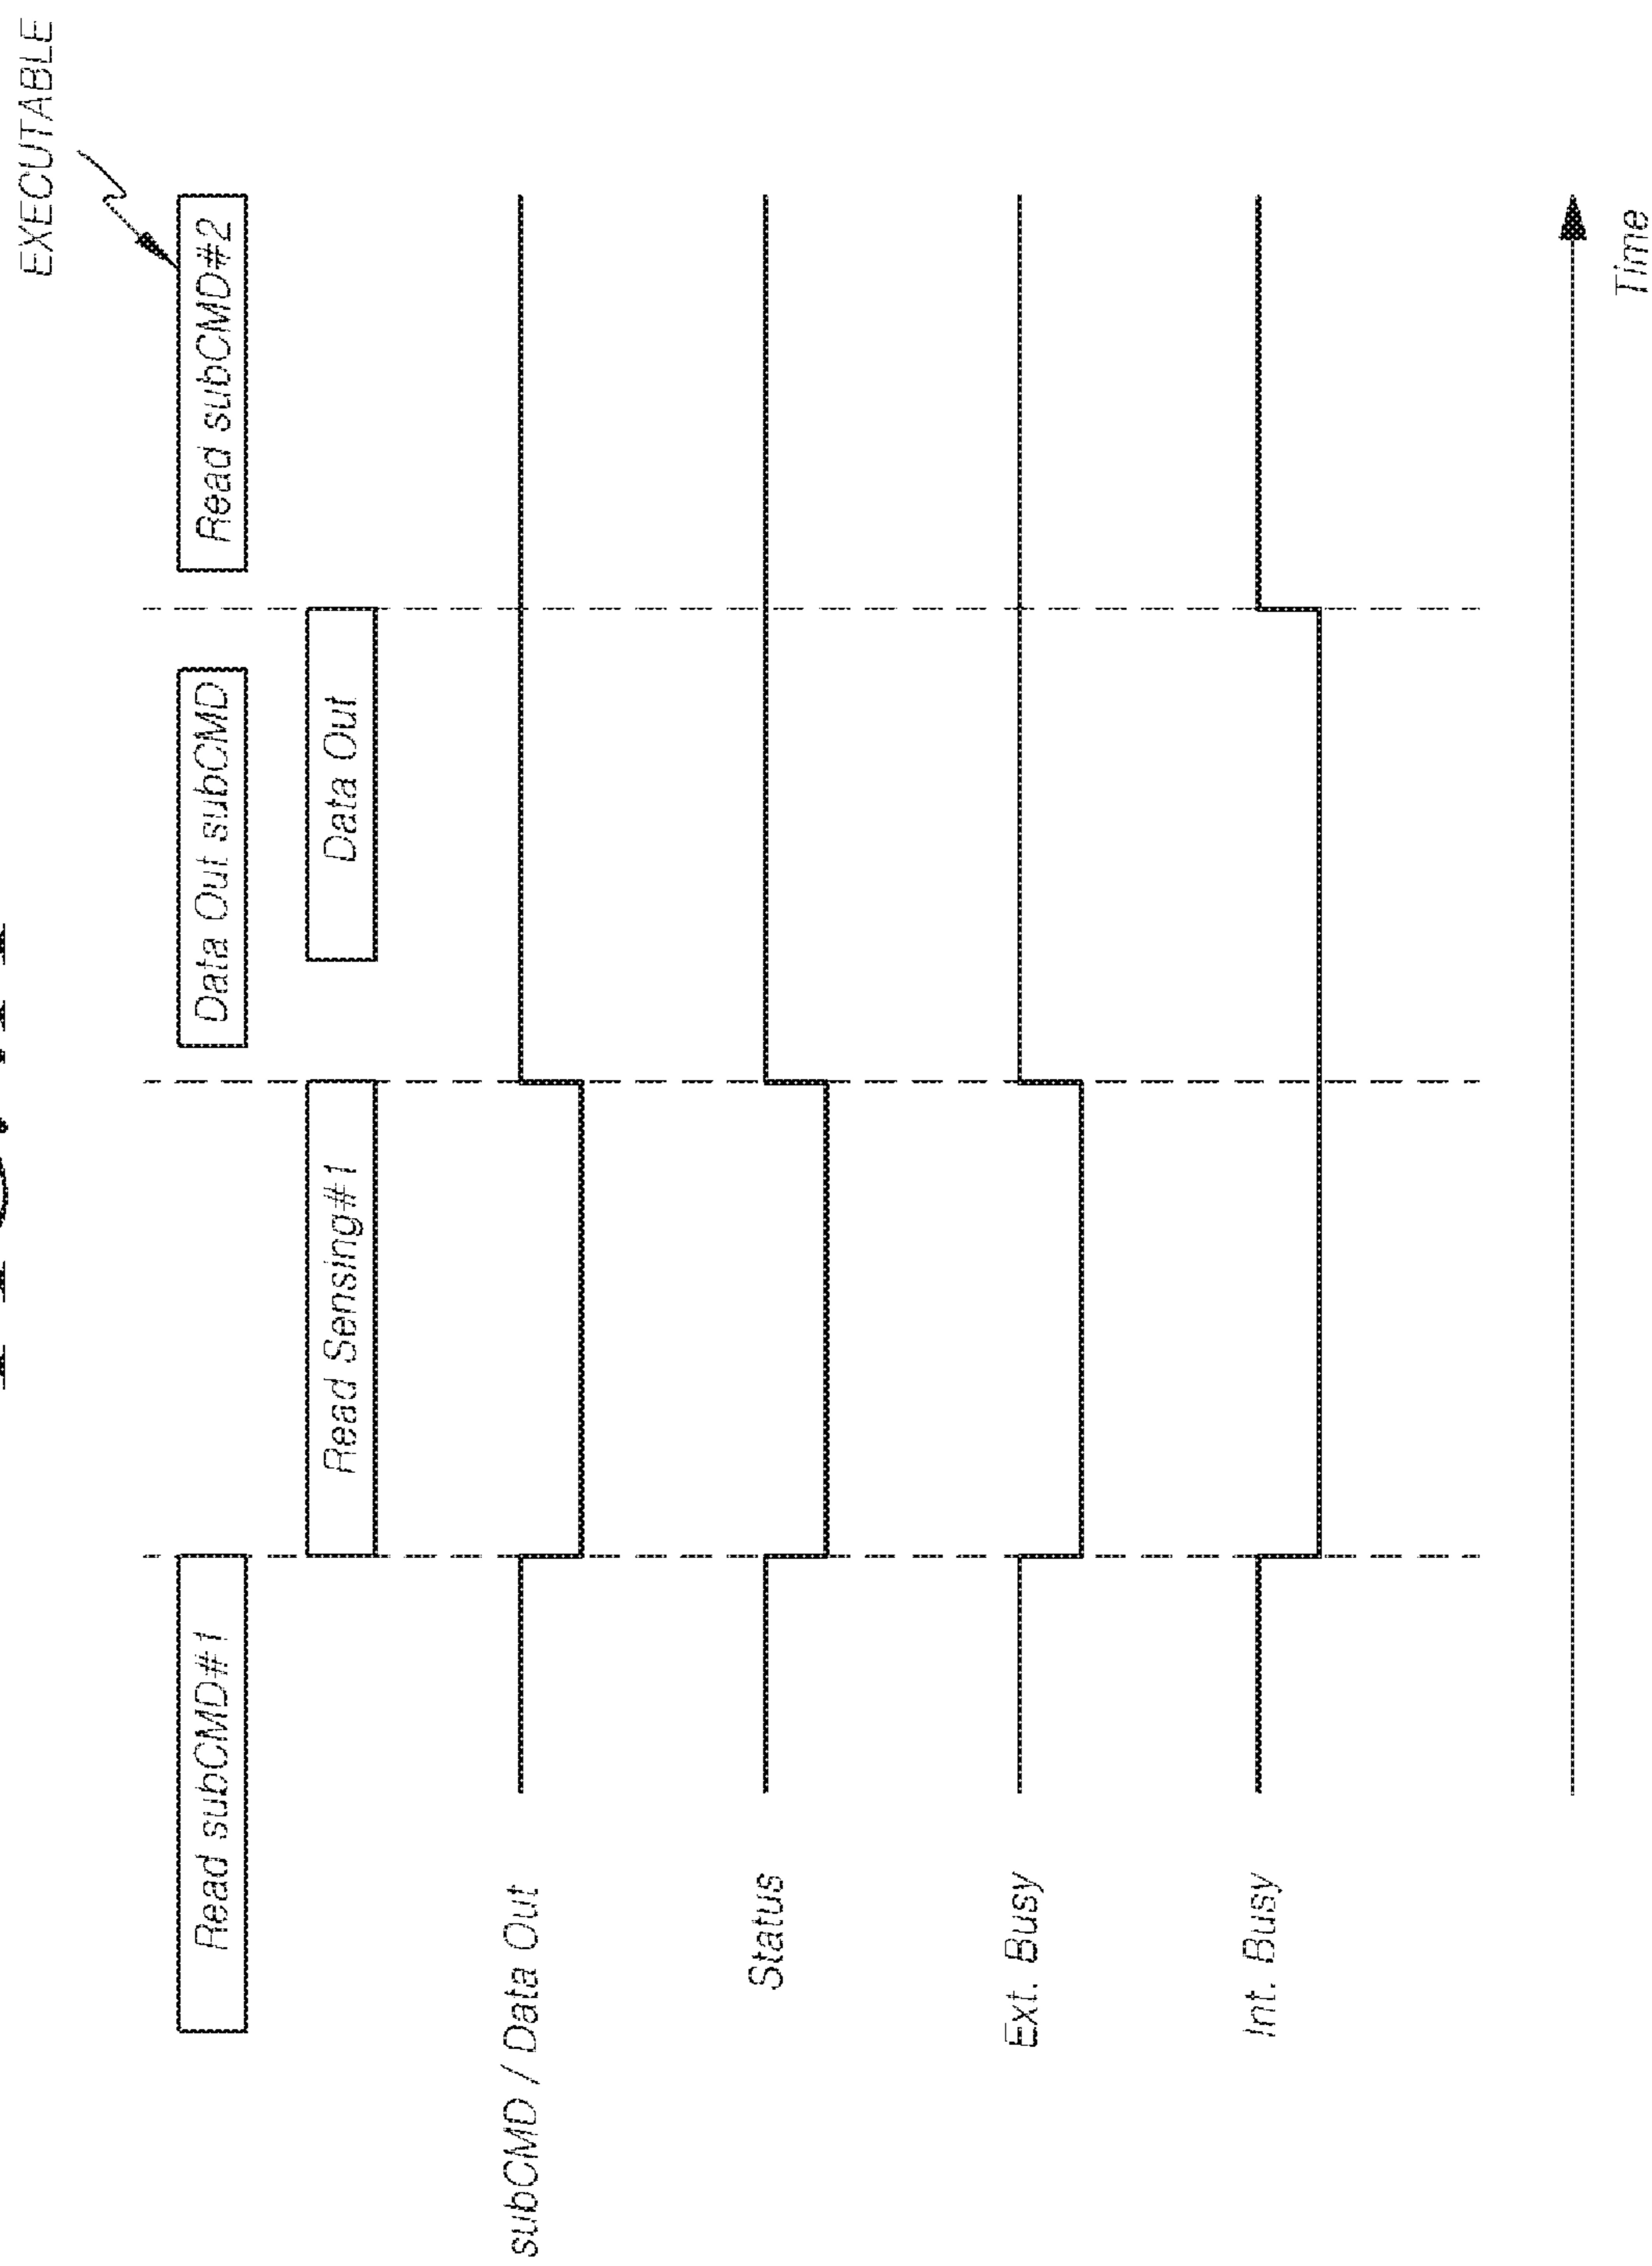 EXECUTABLE
Read subCMD#1
Data Out subCMD
Read subCMD#2
Read Sensing#1
Data Out
subCMD / Data Out
Status
Ext. Busy
Int. Busy
Time